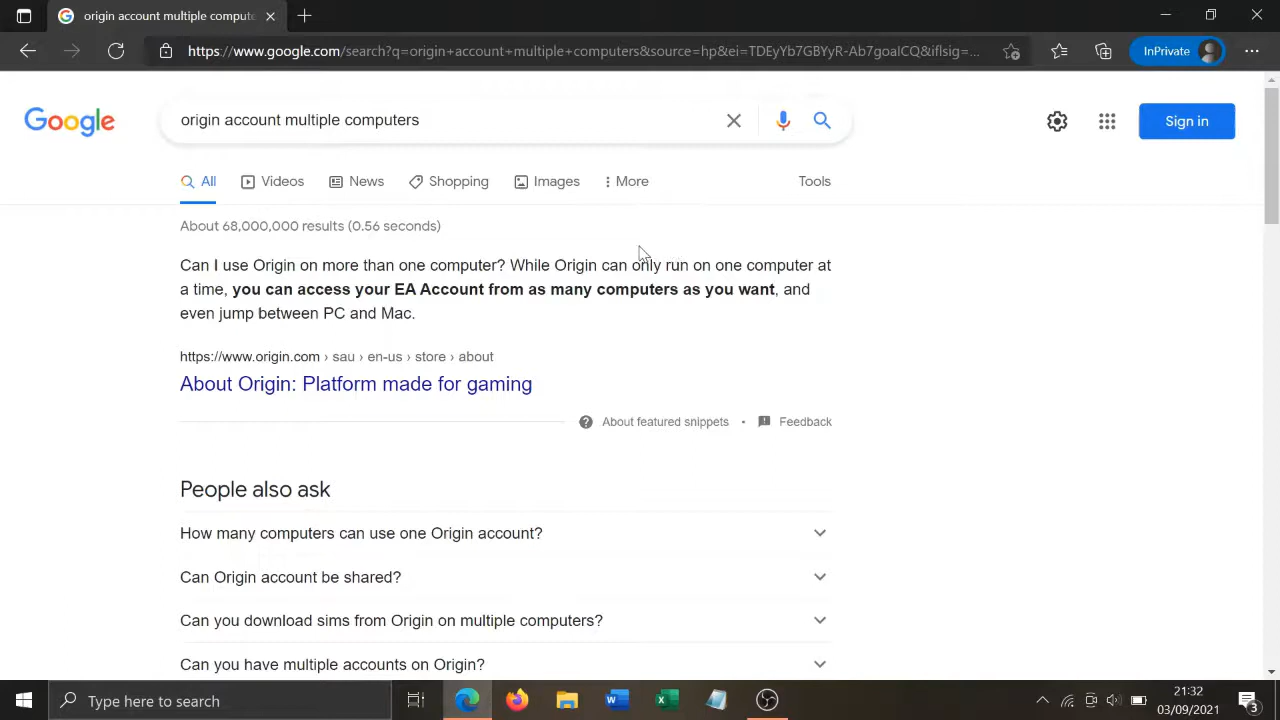 origin account multiple compute
InPrivate
https://www.google.com/search?q=origin+account+multiple+computers&source=hp&ei=TDEyYb7GBYyR-Ab7goaICQ&iflsig=...
Google
origin account multiple computers
Sign in
All
Videos
News
Shopping
Images
More
Tools
About 68,000,000 results (0.56 seconds)
Can I use Origin on more than one computer? While Origin can only run on one computer at
a time, you can access your EA Account from as many computers as you want, and
even jump between PC and Mac.
https://www.origin.com › sau › en-us › store › about
About Origin: Platform made for gaming
About featured snippets • Feedback
People also ask
How many computers can use one Origin account?
Can Origin account be shared?
Can you download sims from Origin on multiple computers?
Can you have multiple accounts on Origin?
Type here to search
21:32
03/09/2021
3